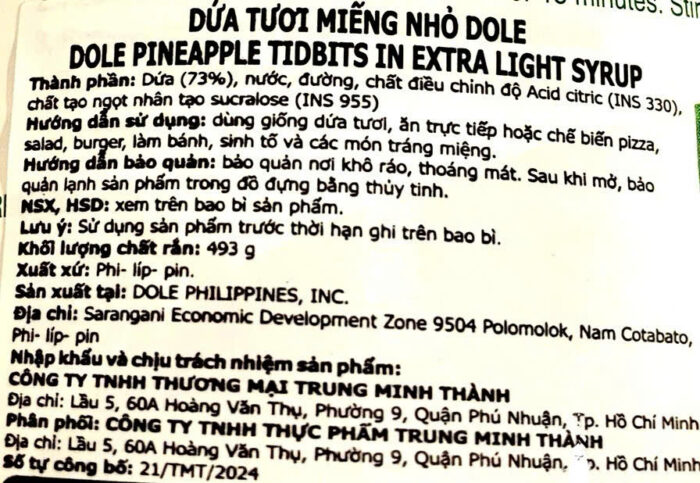 minutes. Stir
DỨA TƯƠI MIẾNG NHỎ DOLE
DOLE PINEAPPLE TIDBITS IN EXTRA LIGHT SYRUP
Thành phần: Dứa (73%), nước, đường, chất điều chỉnh độ Acid citric (INS 330),
chất tạo ngọt nhân tạo sucralose (INS 955)
Hướng dẫn sử dụng: dùng giống dứa tươi, ăn trực tiếp hoặc chế biến pizza,
salad, burger, làm bánh, sinh tố và các món tráng miệng.
Hướng dẫn bảo quản: bảo quản nơi khô ráo, thoáng mát. Sau khi mở, bảo
quản lạnh sản phẩm trong đồ đựng bằng thủy tinh.
NSX, HSD: xem trên bao bì sản phẩm.
Lưu ý: Sử dụng sản phẩm trước thời hạn ghi trên bao bì.
Khối lượng chất rắn: 493 g
Xuất xứ: Phi- líp- pin.
Sản xuất tại: DOLE PHILIPPINES, INC.
Địa chỉ: Sarangani Economic Development Zone 9504 Polomolok, Nam Cotabato,
Phi- líp- pin
Nhập khẩu và chịu trách nhiệm sản phẩm:
CÔNG TY TNHH THƯƠNG MẠI TRUNG MINH THÀNH
Địa chỉ: Lầu 5, 60A Hoàng Văn Thụ, Phường 9, Quận Phú Nhuận, Tp. Hồ Chí Minh
Phân phối: CÔNG TY TNHH THỰC PHẨM TRUNG MINH THÀNH
Địa chỉ: Lầu 5, 60A Hoàng Văn Thụ, Phường 9, Quận Phú Nhuận, Tp. Hồ Chí Minh
Số tự công bố: 21/TMT/2024